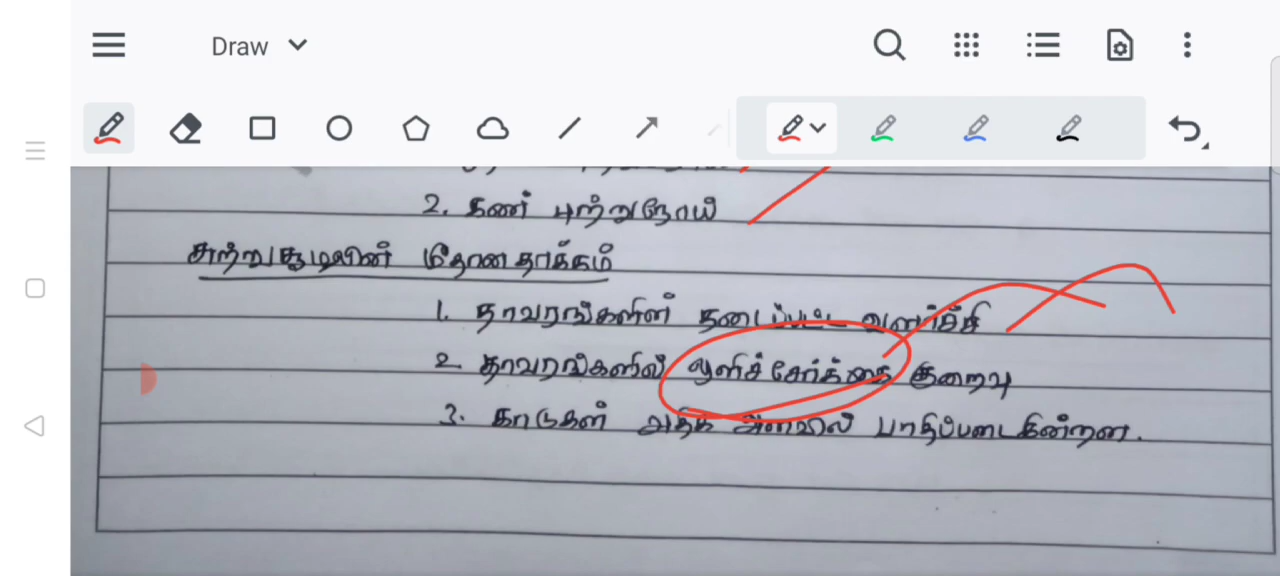 Draw
2. கண் புற்றுநோய்
சுற்றுசூழலின் மீதான தாக்கம்
1. தாவரங்களின் தடைப்பட்ட வளர்ச்சி
2. தாவரங்களில் ஒளிச்சேர்க்கை குறைவு
3. காடுகள் அதிக அளவில் பாதிப்படைகின்றன.